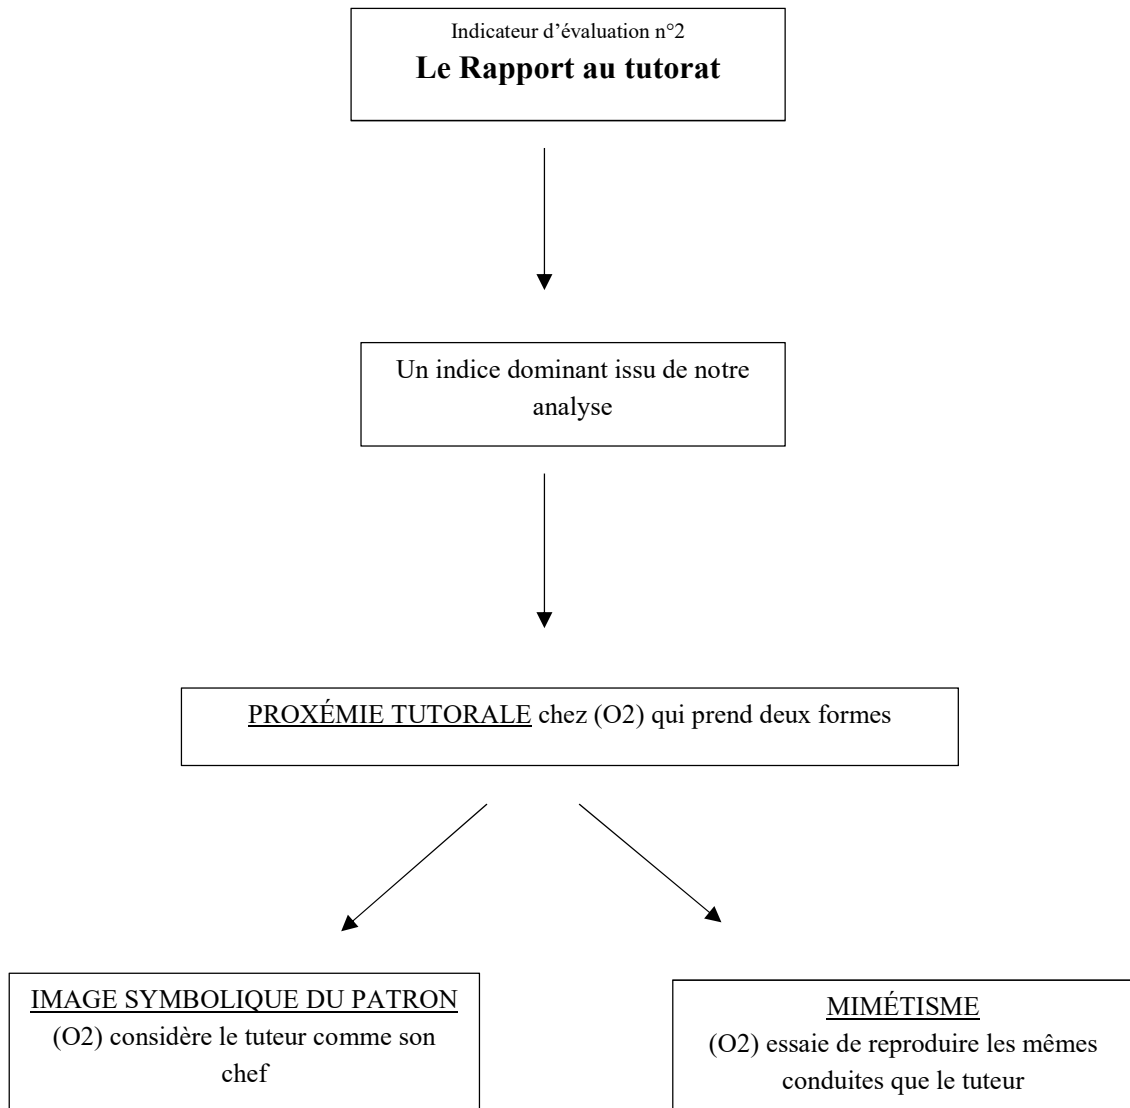 Indicateur d’évaluation n°2
Le Rapport au tutorat
Un indice dominant issu de notre
analyse
PROXÉMIE TUTORALE chez (O2) qui prend deux formes
IMAGE SYMBOLIQUE DU PATRON
(O2) considère le tuteur comme son
chef
MIMÉTISME
(O2) essaie de reproduire les mêmes
conduites que le tuteur